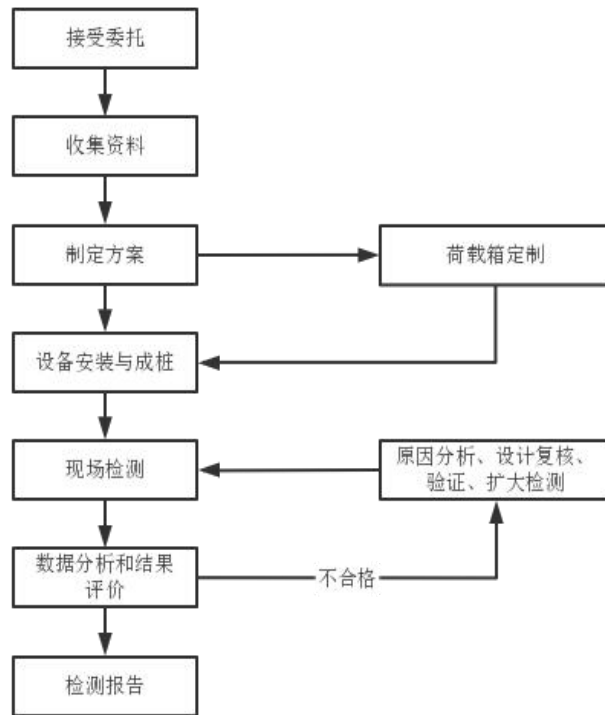 接受委托
收集资料
制定方案
荷载箱定制
设备安装与成桩
现场检测
原因分析、设计复核、
验证、扩大检测
数据分析和结果
评价
不合格
检测报告